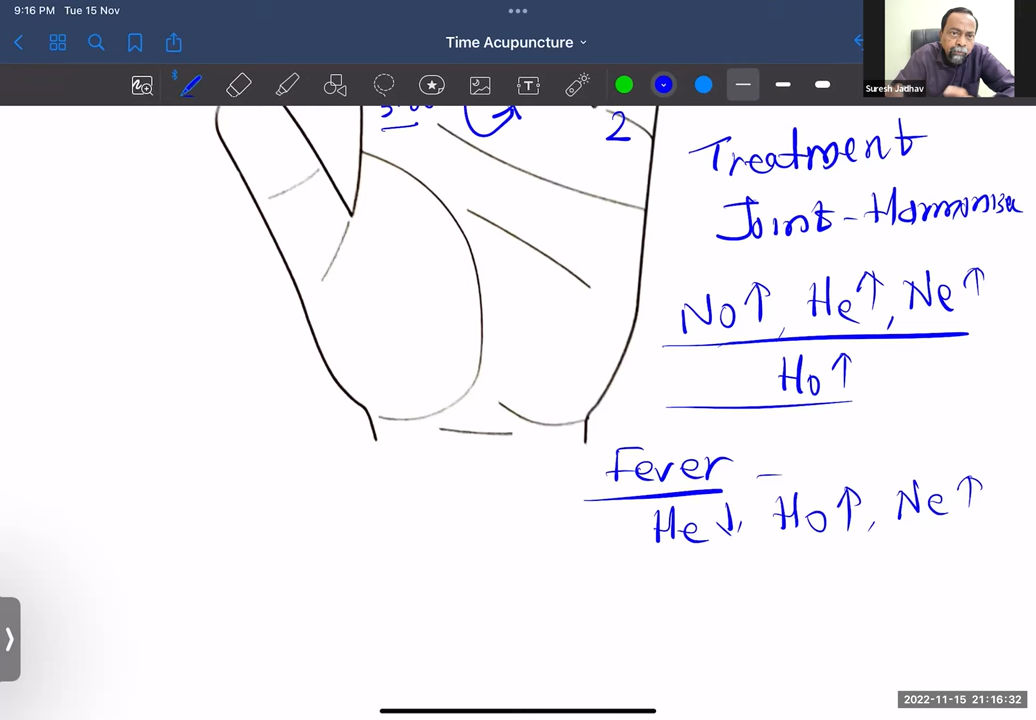 9:16 PM Tue 15 Nov
Time Acupuncture
Suresh Jadhav
2
Treatment
Joint-Harmonise
No↑, He↑, Ne↑
Ho↑
Fever -
He↓, Ho↑, Ne↑
2022-11-15 21:16:32